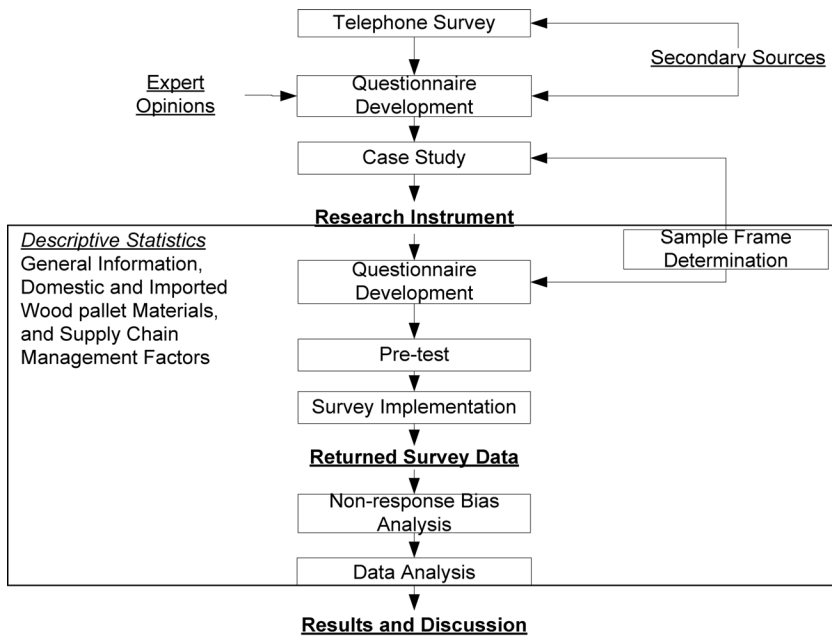 Telephone Survey
Secondary Sources
Expert
Opinions
Questionnaire
Development
Case Study
Research Instrument
Descriptive Statistics
General Information,
Domestic and Imported
Wood pallet Materials,
and Supply Chain
Management Factors
Sample Frame
Determination
Questionnaire
Development
Pre-test
Survey Implementation
Returned Survey Data
Non-response Bias
Analysis
Data Analysis
Results and Discussion